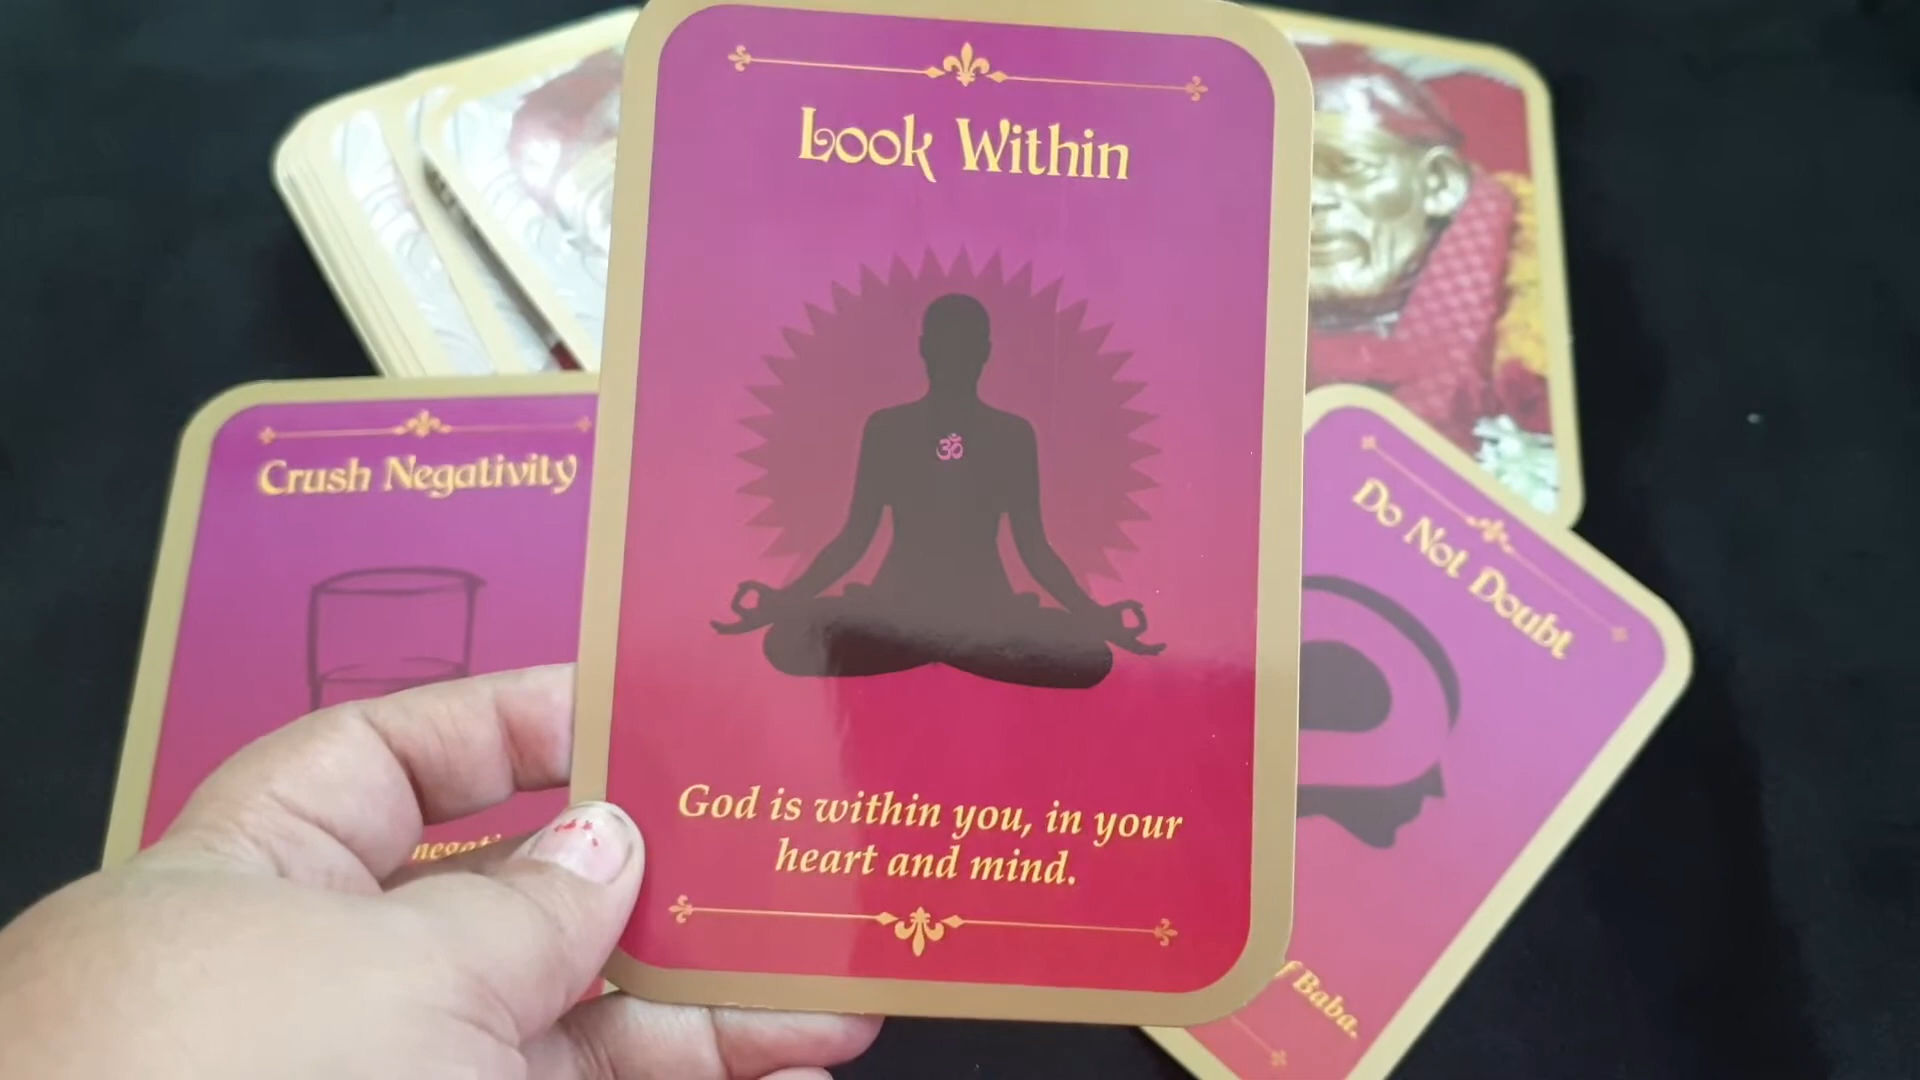 Look Within
ॐ
God is within you, in your
heart and mind.
Crush Negativity
Do Not Doubt
Baba.